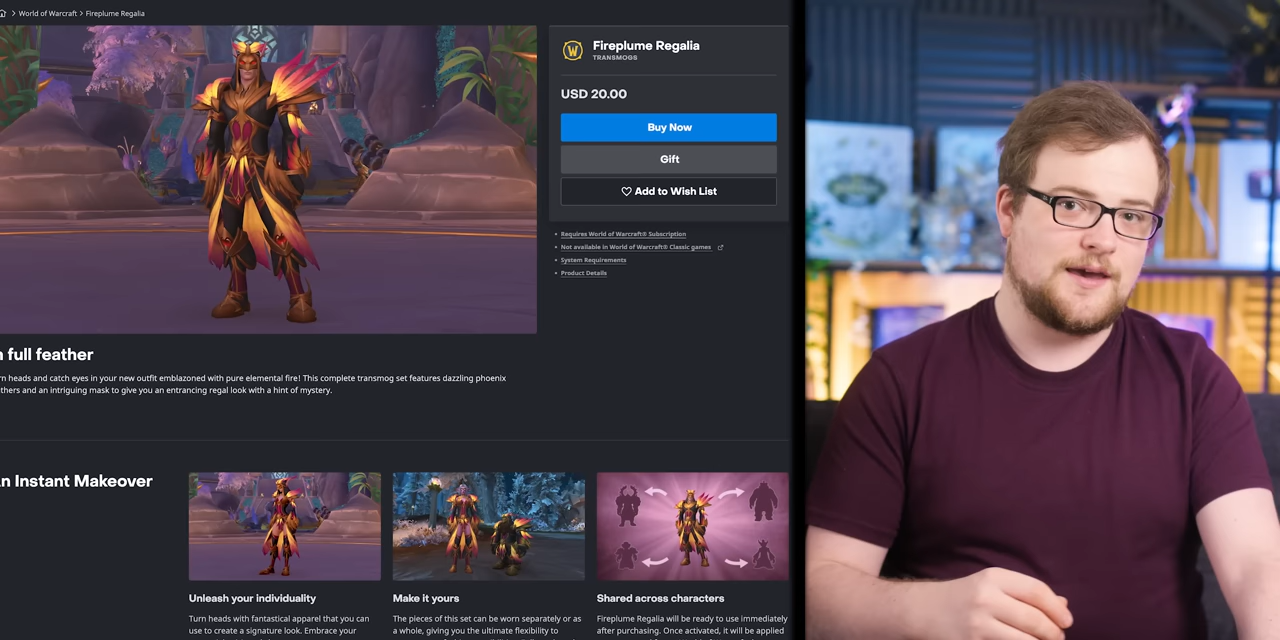 World of Warcraft > Fireplume Regalia
Fireplume Regalia
TRANSMOGS
USD 20.00
Buy Now
Gift
Add to Wish List
Requires World of Warcraft® Subscription
Not available in World of Warcraft® Classic games
System Requirements
Product Details
full feather
heads and catch eyes in your new outfit emblazoned with pure elemental fire! This complete transmog set features dazzling phoenix
and an intriguing mask to give you an entrancing regal look with a hint of mystery.
Instant Makeover
Unleash your individuality
Turn heads with fantastical apparel that you can
use to create a signature look. Embrace your
Make it yours
The pieces of this set can be worn separately or as
a whole, giving you the ultimate flexibility to
Shared across characters
Fireplume Regalia will be ready to use immediately
after purchasing. Once activated, it will be applied